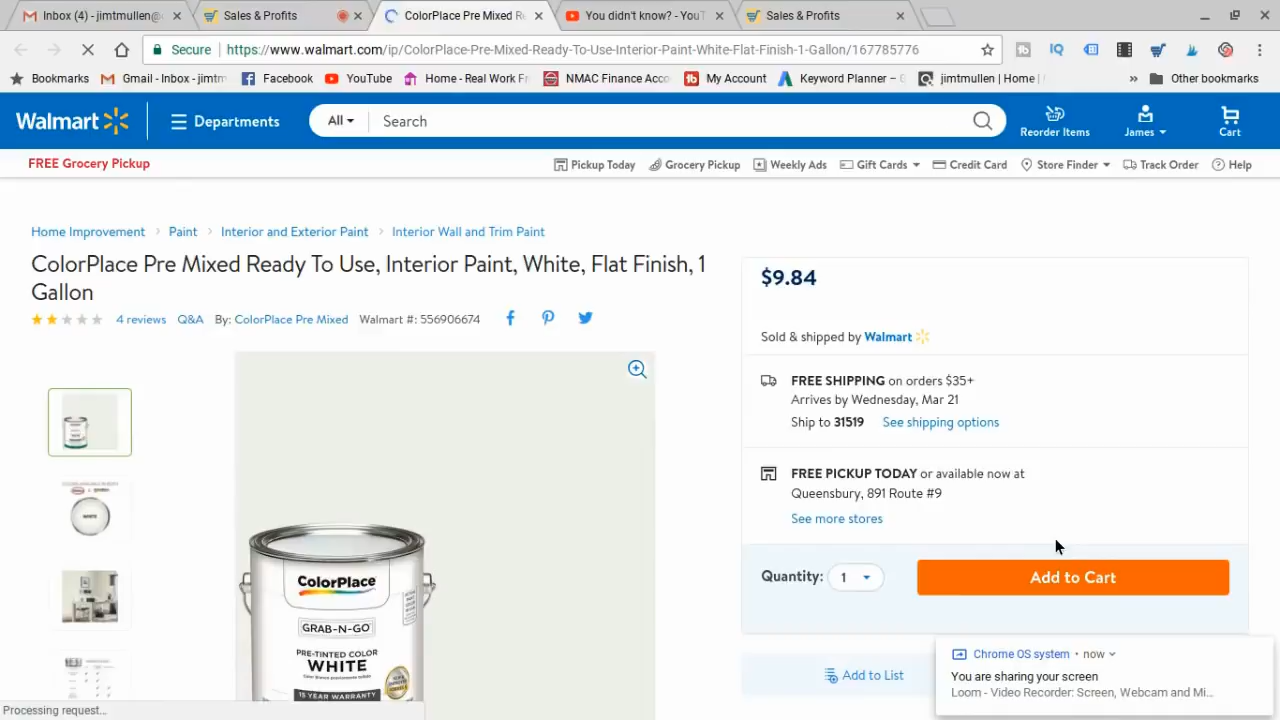 Inbox (4) - jimtmullen@
Sales & Profits
ColorPlace Pre Mixed R
You didn't know? - YouT
Sales & Profits
Secure
https://www.walmart.com/ip/ColorPlace-Pre-Mixed-Ready-To-Use-Interior-Paint-White-Flat-Finish-1-Gallon/167785776
IQ
Bookmarks
Gmail - Inbox - jimtm
Facebook
YouTube
Home - Real Work Fr
NMAC Finance Acco
My Account
Keyword Planner –
jimtmullen | Home |
»
Other bookmarks
Walmart
Departments
All
Search
Reorder Items
James
Cart
FREE Grocery Pickup
Pickup Today
Grocery Pickup
Weekly Ads
Gift Cards
Credit Card
Store Finder
Track Order
Help
Home Improvement
Paint
Interior and Exterior Paint
Interior Wall and Trim Paint
ColorPlace Pre Mixed Ready To Use, Interior Paint, White, Flat Finish, 1
Gallon
4 reviews
Q&A
By: ColorPlace Pre Mixed
Walmart #: 556906674
$9.84
Sold & shipped by Walmart
FREE SHIPPING on orders $35+
Arrives by Wednesday, Mar 21
Ship to 31519
See shipping options
FREE PICKUP TODAY or available now at
Queensbury, 891 Route #9
See more stores
Quantity:
1
Add to Cart
Add to List
WHITE
ColorPlace
GRAB-N-GO
PRE-TINTED COLOR
WHITE
15 YEAR WARRANTY
Chrome OS system • now
You are sharing your screen
Loom - Video Recorder: Screen, Webcam and Mi...
Processing request...